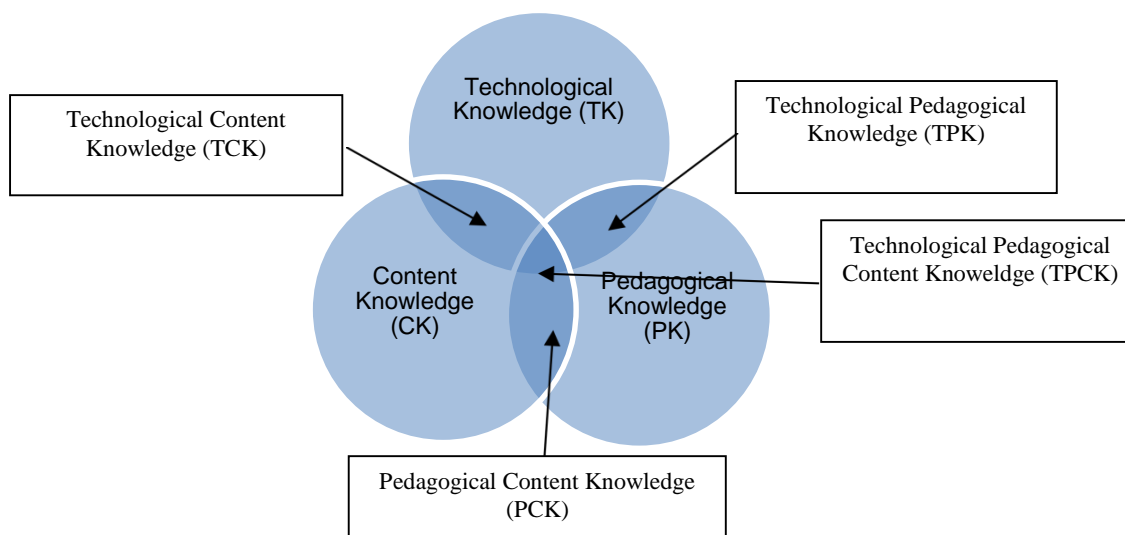 Technological
Knowledge (TK)
Technological Content
Knowledge (TCK)
Technological Pedagogical
Knowledge (TPK)
Technological Pedagogical
Content Knoweldge (TPCK)
Content
Knowledge
(CK)
Pedagogical
Knowledge
(PK)
Pedagogical Content Knowledge
(PCK)